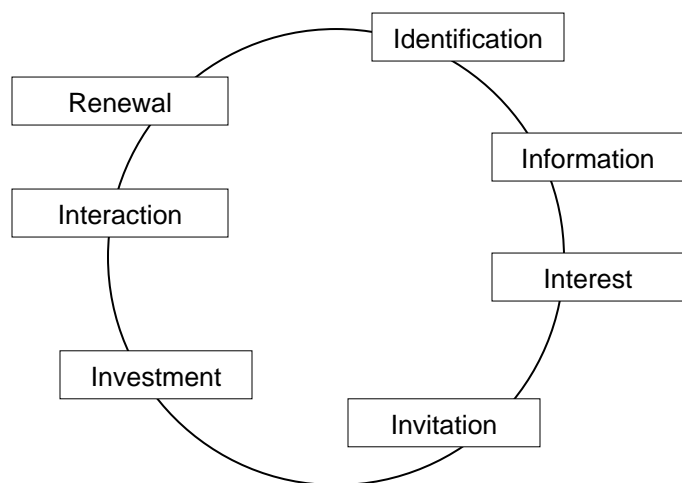 Identification
Renewal
Information
Interaction
Interest
Investment
Invitation